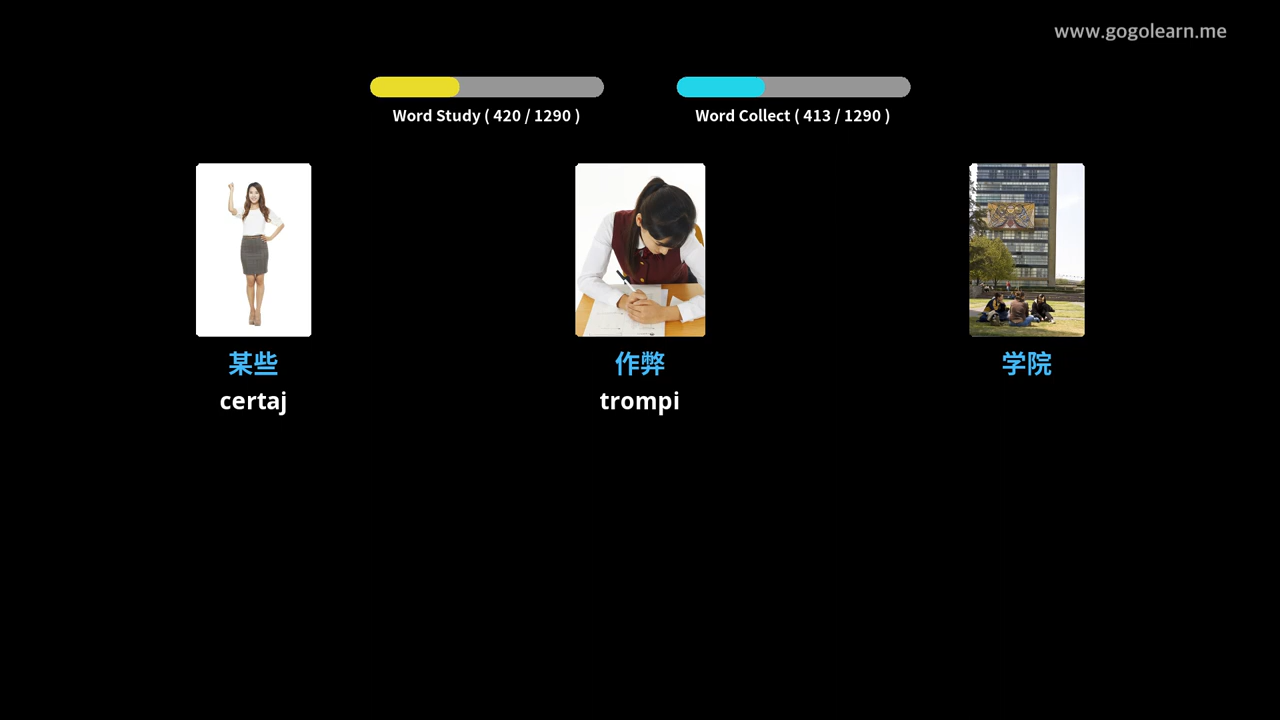 www.gogolearn.me
Word Study ( 420 / 1290 )
Word Collect ( 413 / 1290 )
某些
作弊
学院
certaj
trompi